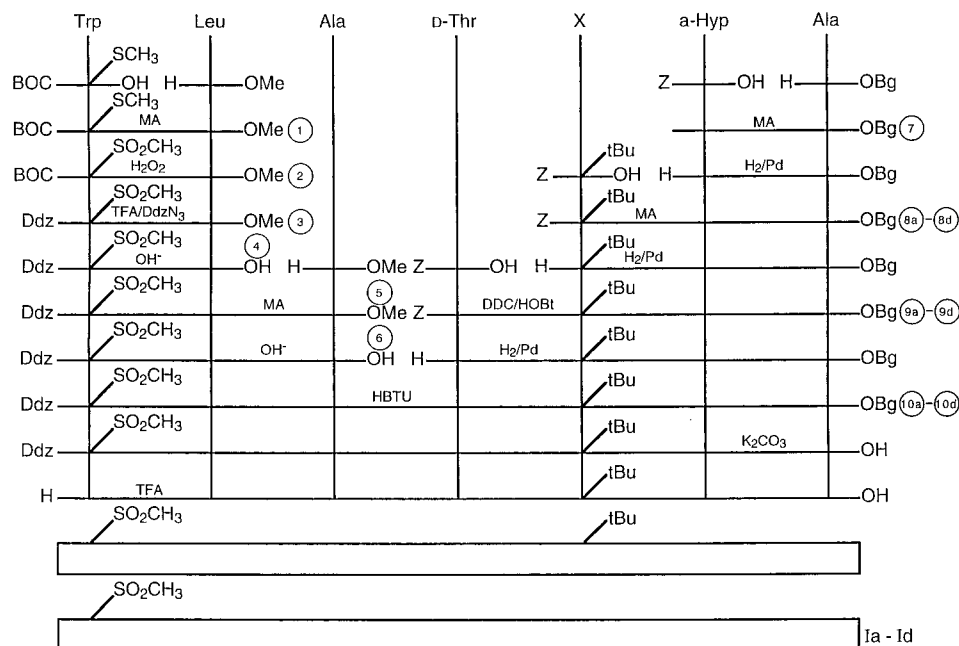 Trp Leu Ala D-Thr X a-Hyp Ala
SCH₃
BOC OH H OMe Z OH H OBg
SCH₃
BOC MA OMe 1 MA OBg 7
SO₂CH₃ tBu
BOC H₂O₂ OMe 2 Z OH H H₂/Pd OBg
SO₂CH₃ tBu
Ddz TFA/DdzN₃ OMe 3 Z MA OBg 8a - 8d
SO₂CH₃ 4 tBu
Ddz OH⁻ OH H OMe Z OH H H₂/Pd OBg
SO₂CH₃ 5 tBu
Ddz MA OMe Z DDC/HOBt OBg 9a - 9d
SO₂CH₃ 6 tBu
Ddz OH⁻ OH H H₂/Pd OBg
SO₂CH₃ tBu
Ddz HBTU OBg 10a - 10d
SO₂CH₃ tBu
Ddz K₂CO₃ OH
tBu
H TFA OH
SO₂CH₃ tBu
SO₂CH₃
Ia - Id